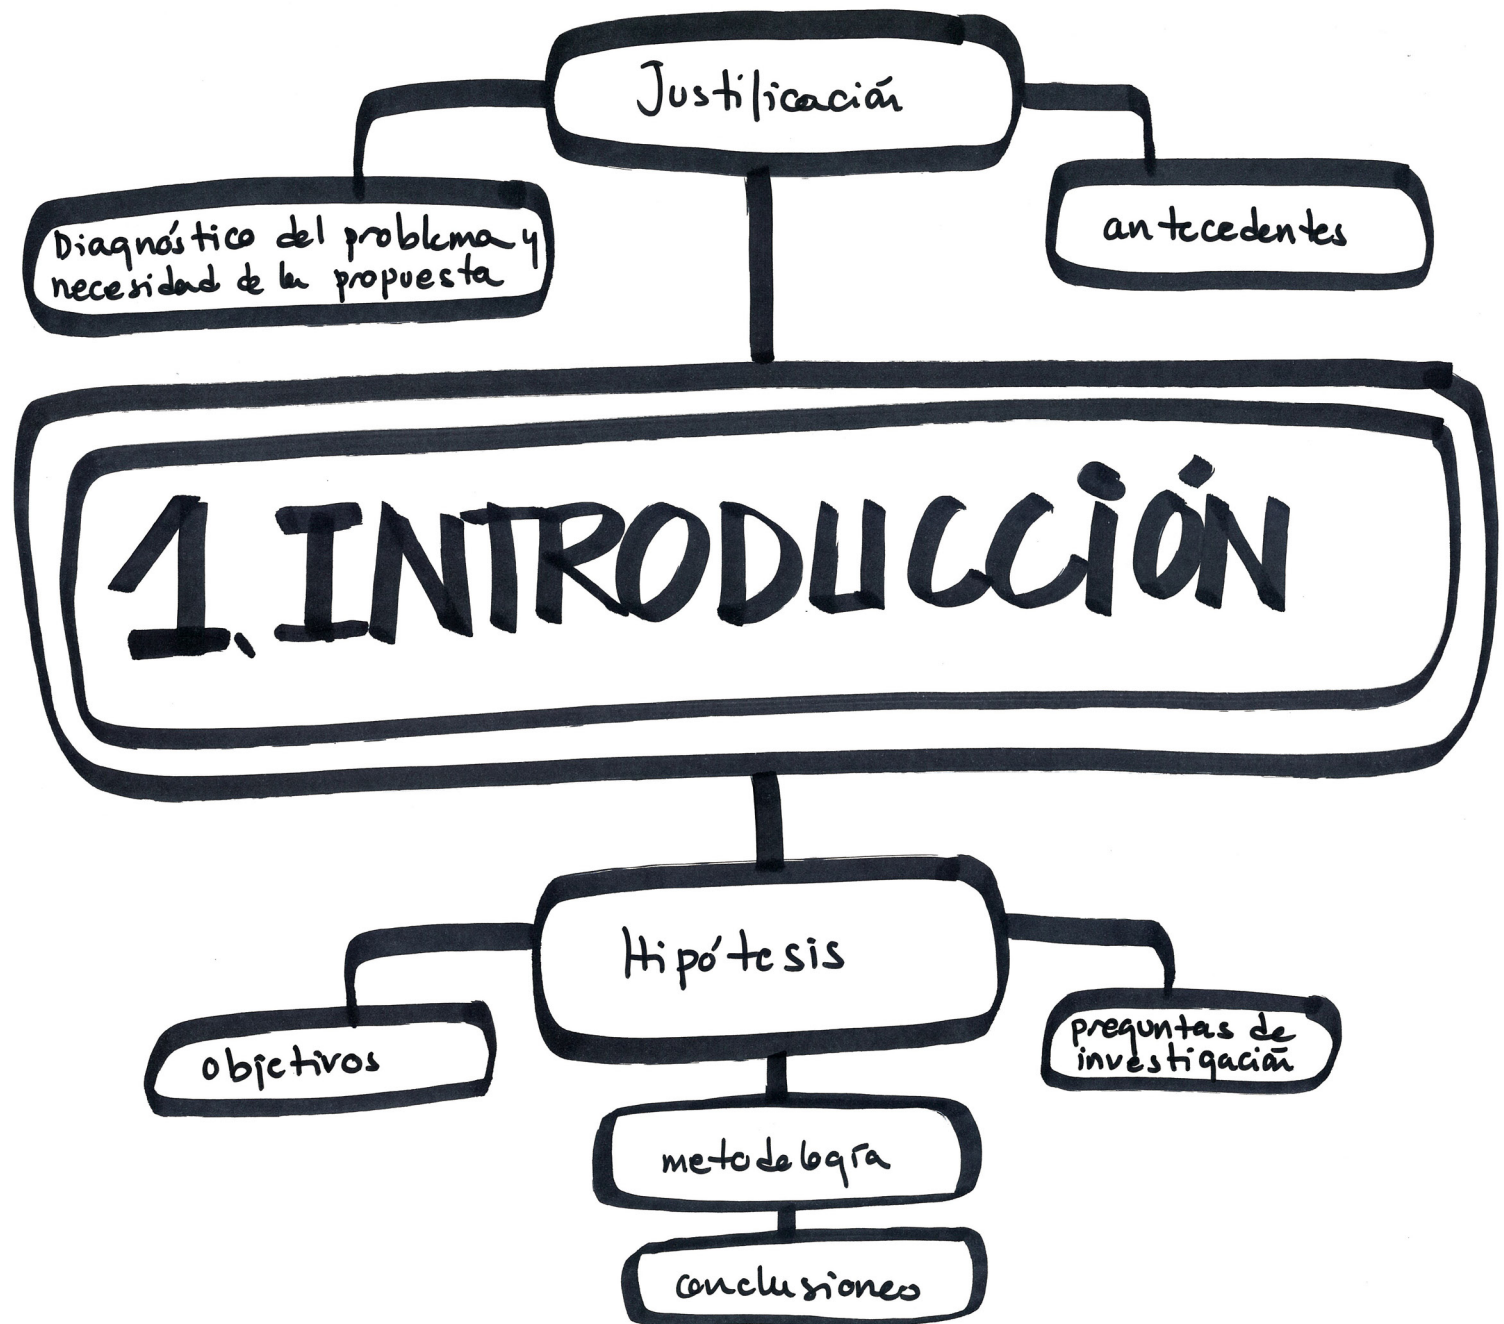 Justificación
Diagnóstico del problema y
necesidad de la propuesta
antecedentes
1. INTRODUCCIÓN
Hipótesis
objetivos
preguntas de
investigación
metodología
conclusiones